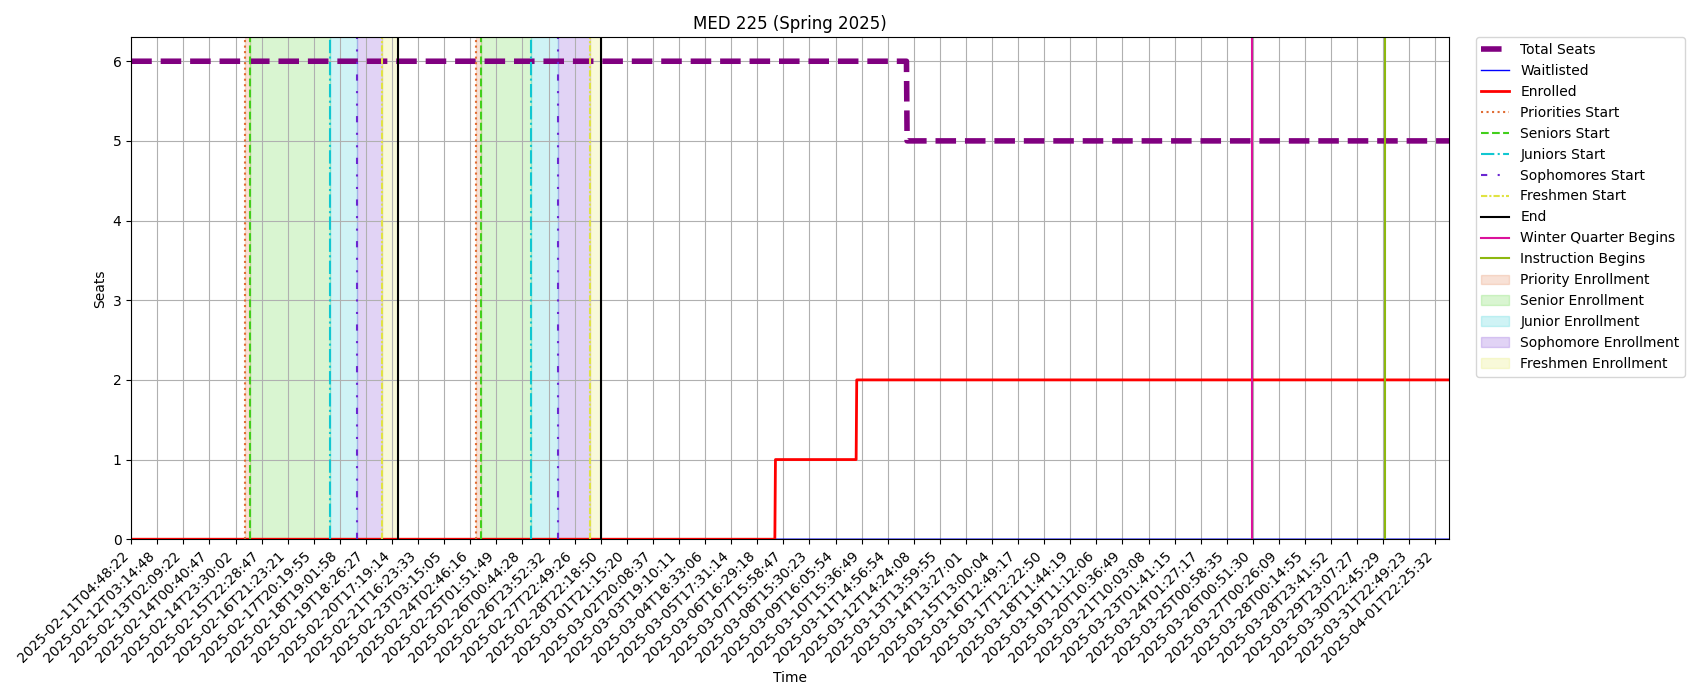 MED 225 (Spring 2025)
6
5
4
3
2
1
0
Seats
2025-02-11T04:48:22
2025-02-12T03:14:48
2025-02-13T02:09:22
2025-02-14T00:40:47
2025-02-14T23:30:02
2025-02-15T22:28:47
2025-02-16T21:23:21
2025-02-17T20:19:55
2025-02-18T19:01:58
2025-02-19T18:26:27
2025-02-20T17:19:14
2025-02-21T16:23:33
2025-02-23T03:15:05
2025-02-24T02:46:16
2025-02-25T01:51:49
2025-02-26T00:44:28
2025-02-26T23:52:32
2025-02-27T22:49:26
2025-02-28T22:18:50
2025-03-01T21:15:20
2025-03-02T20:08:37
2025-03-03T19:10:11
2025-03-04T18:33:06
2025-03-05T17:31:14
2025-03-06T16:29:18
2025-03-07T15:58:47
2025-03-08T15:30:23
2025-03-09T16:05:54
2025-03-10T15:36:49
2025-03-11T14:56:54
2025-03-12T14:24:08
2025-03-13T13:59:55
2025-03-14T13:27:01
2025-03-15T13:00:04
2025-03-16T12:49:17
2025-03-17T12:22:50
2025-03-18T11:44:19
2025-03-19T11:12:06
2025-03-20T10:36:49
2025-03-21T10:03:08
2025-03-23T01:41:15
2025-03-24T01:27:17
2025-03-25T00:58:35
2025-03-26T00:51:30
2025-03-27T00:26:09
2025-03-28T00:14:55
2025-03-28T23:41:52
2025-03-29T23:07:27
2025-03-30T22:45:29
2025-03-31T22:49:23
2025-04-01T22:25:32
Time
Total Seats
Waitlisted
Enrolled
Priorities Start
Seniors Start
Juniors Start
Sophomores Start
Freshmen Start
End
Winter Quarter Begins
Instruction Begins
Priority Enrollment
Senior Enrollment
Junior Enrollment
Sophomore Enrollment
Freshmen Enrollment